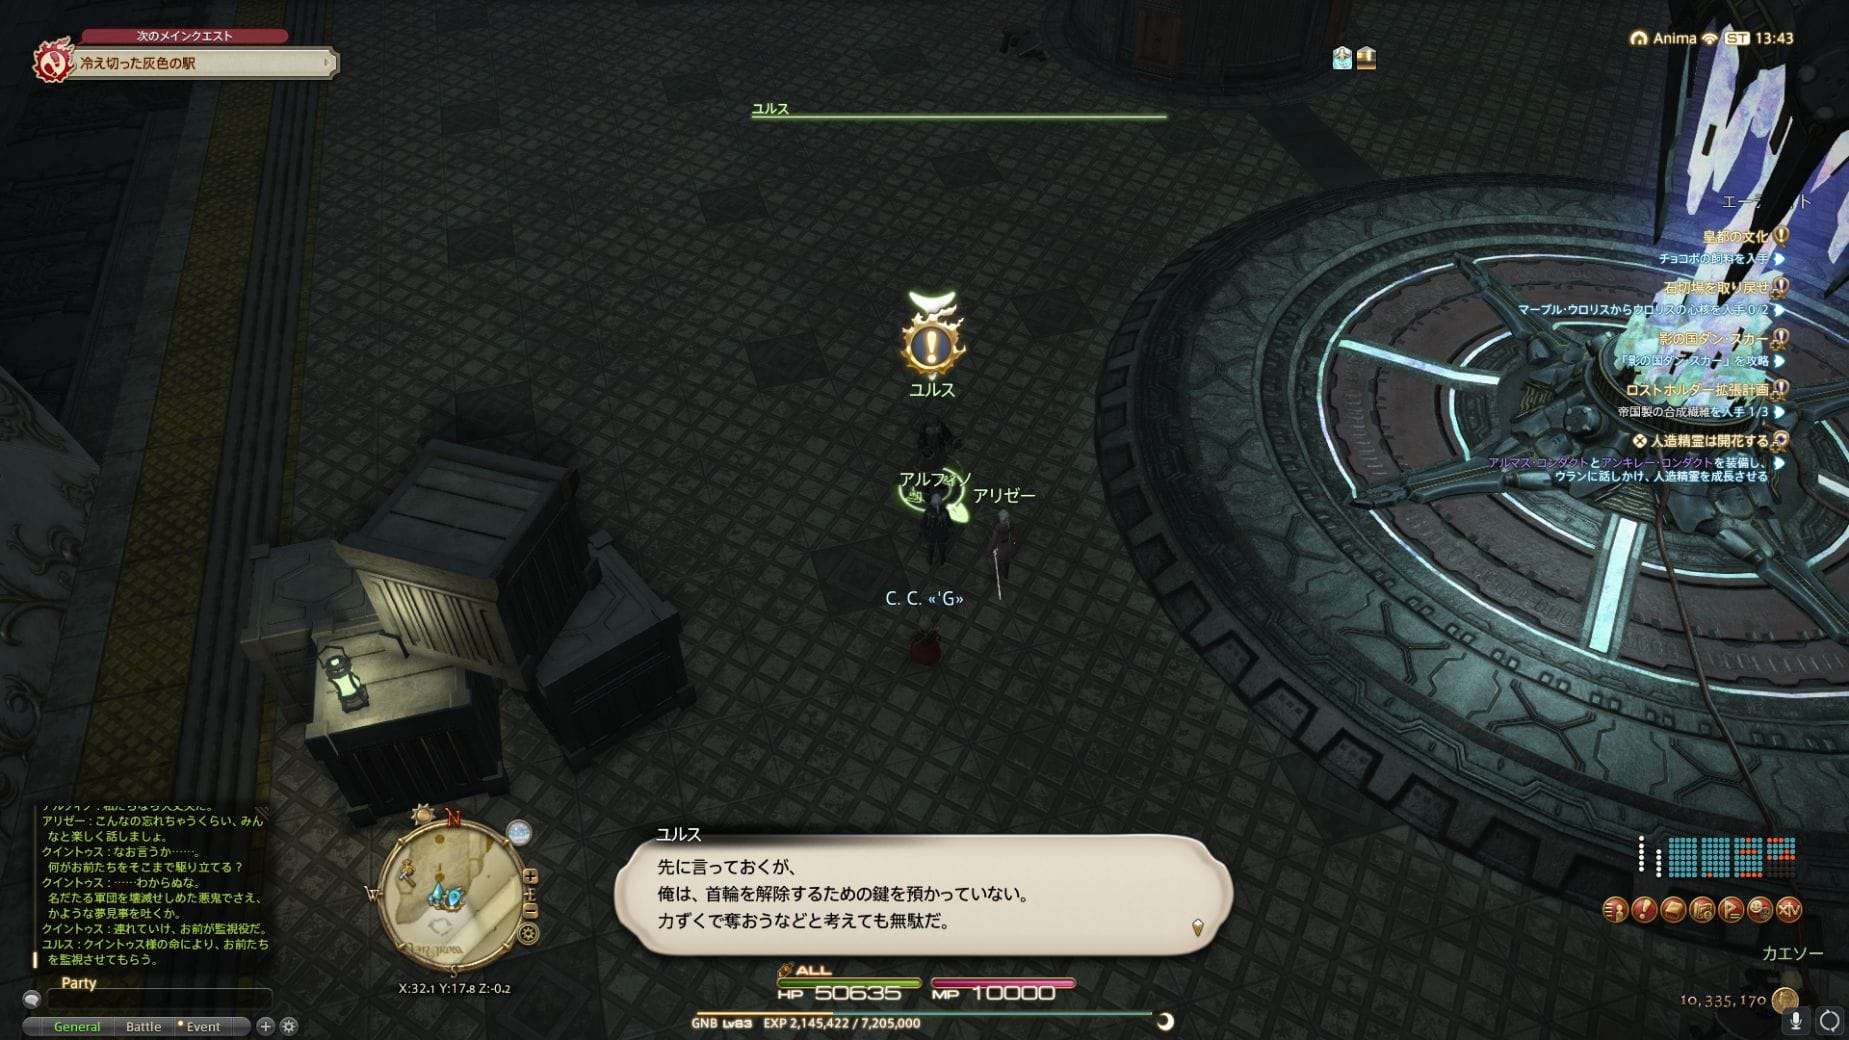 次のメインクエスト
冷え切った灰色の駅
Anima ST 13:43
ユルス
皇都の文化
チョコボの飼料を入手
石切場を取り戻せ
マーブル・ウロリスからウロリスの心核を入手 0/2
影の国ダン・スカー
「影の国ダン・スカー」を攻略
ロストホルダー拡張計画
帝国製の合成繊維を入手 1/3
人造精霊は開花する
アルマス・コンダクトとアンキレー・コンダクトを装備し、
ウランに話しかけ、人造精霊を成長させる
ユルス
アルフィノ
アリゼー
C. C. «'G»
アリゼー : こんなの忘れちゃうくらい、みん
なと楽しく話しましょ。
クイントゥス : なお言うか……。
何がお前たちをそこまで駆り立てる？
クイントゥス : ……わからぬな。
名だたる軍団を壊滅せしめた悪鬼でさえ、
かような夢見事を吐くか。
クイントゥス : 連れていけ、お前が監視役だ。
ユルス : クイントゥス様の命により、お前たち
を監視させてもらう。
Party
General Battle Event
N
W
S
X:32.1 Y:17.8 Z:-0.2
ユルス
先に言っておくが、
俺は、首輪を解除するための鍵を預かっていない。
力ずくで奪おうなどと考えても無駄だ。
ALL
HP 50635 MP 10000
GNB Lv83 EXP 2,145,422 / 7,205,000
XIV
カエソー
10,335,170